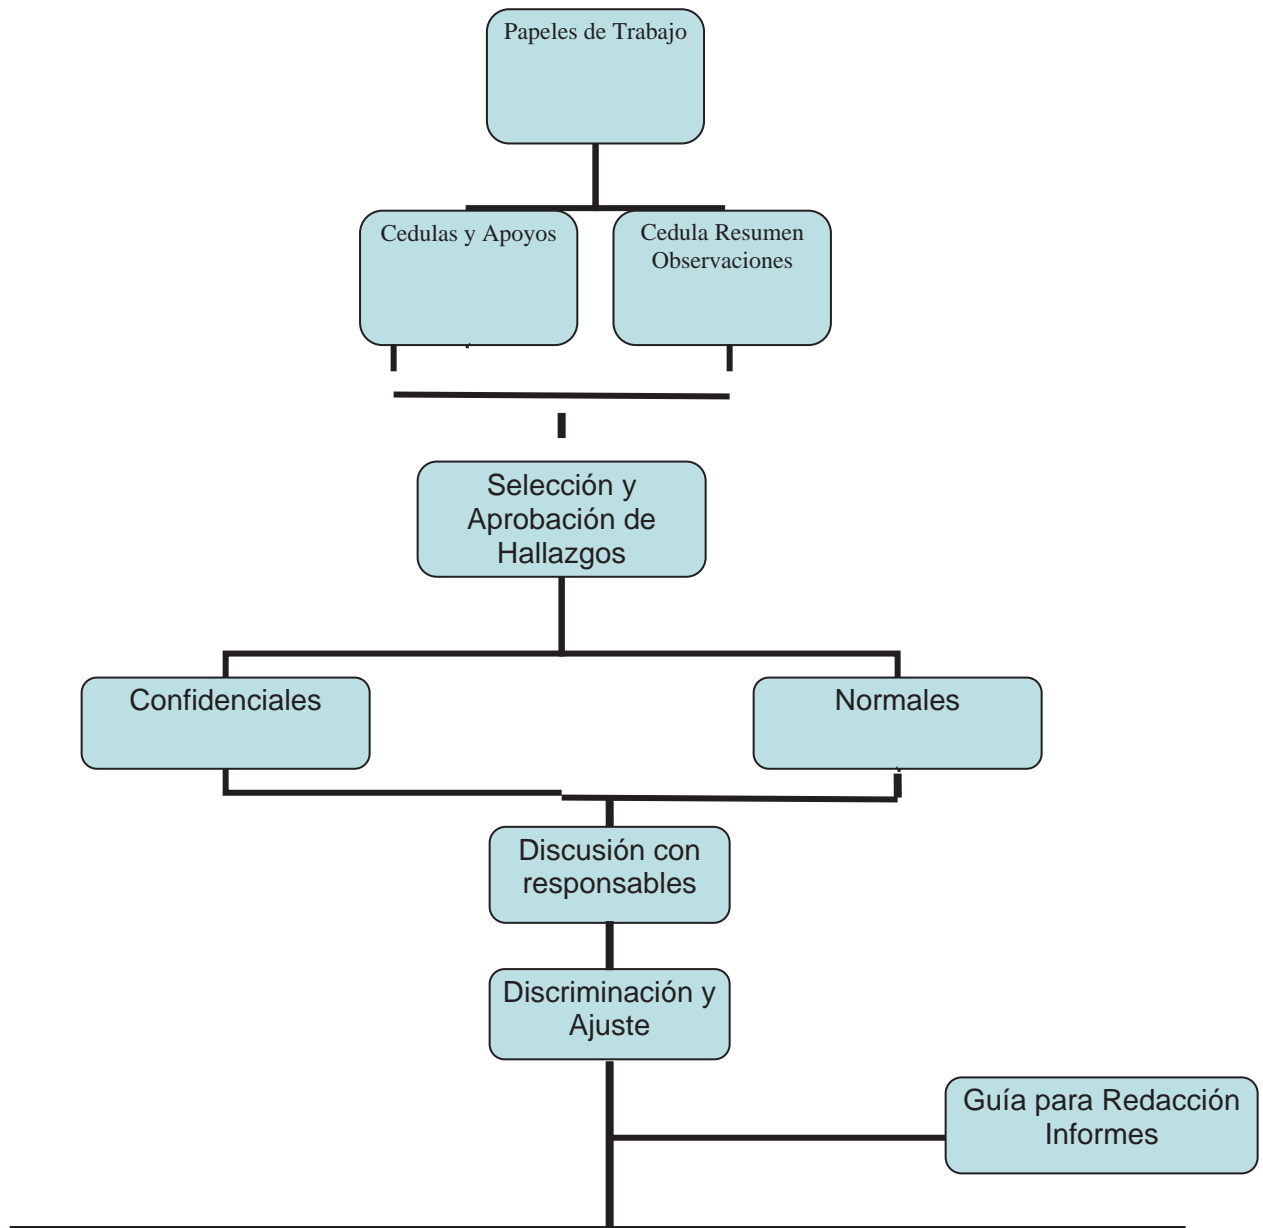 Papeles de Trabajo
Cedulas y Apoyos
Cedula Resumen
Observaciones
Selección y
Aprobación de
Hallazgos
Confidenciales
Normales
Discusión con
responsables
Discriminación y
Ajuste
Guía para Redacción
Informes